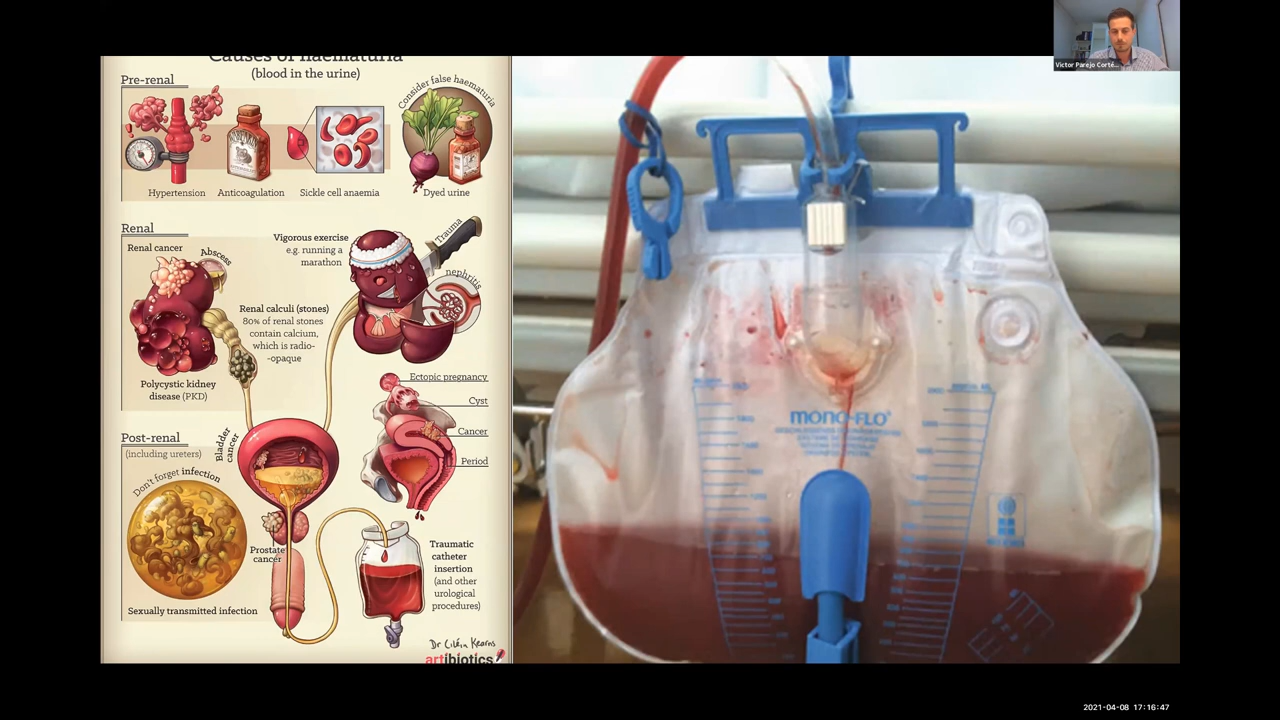 Causes of haematuria
(blood in the urine)
Pre-renal
Consider false haematuria
Hypertension
Anticoagulation
Sickle cell anaemia
Dyed urine
Renal
Renal cancer
Abscess
Vigorous exercise
e.g. running a
marathon
Trauma
nephritis
Renal calculi (stones)
80% of renal stones
contain calcium,
which is radio-
-opaque
Polycystic kidney
disease (PKD)
Ectopic pregnancy
Cyst
Cancer
Period
Post-renal
(including ureters)
Bladder
cancer
Don't forget infection
Prostate
cancer
Traumatic
catheter
insertion
(and other
urological
procedures)
Sexually transmitted infection
Dr Ciléin Kearns
artibiotics
MONO-FLO
Victor Parejo Corté...
2021-04-08 17:16:47